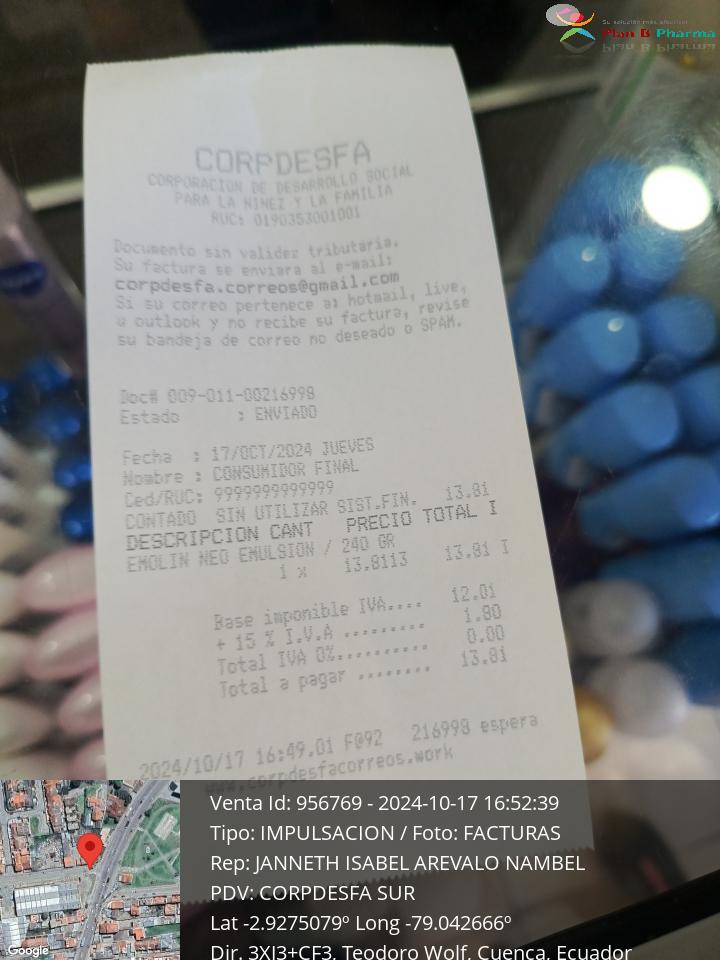 Su solución más efectiva
Plan B Pharma
CORPDESFA
CORPORACION DE DESARROLLO SOCIAL
PARA LA NINEZ Y LA FAMILIA
RUC: 0190353001001
Documento sin validez tributaria.
Su factura se enviara al e-mail:
corpdesfa.correos@gmail.com
Si su correo pertenece a: hotmail, live,
u outlook y no recibe su factura, revise
su bandeja de correo no deseado o SPAM.
Doc# 009-011-00216998
Estado : ENVIADO
Fecha : 17/OCT/2024 JUEVES
Nombre : CONSUMIDOR FINAL
Ced/RUC: 9999999999999
CONTADO SIN UTILIZAR SIST.FIN. 13.81
DESCRIPCION CANT PRECIO TOTAL I
EMOLIN NEO EMULSION / 240 GR
1 x 13.8113 13.81 I
Base imponible IVA.... 12.01
+ 15 % I.V.A ......... 1.80
Total IVA 0%.......... 0.00
Total a pagar ........ 13.81
2024/10/17 16:49.01 F@92 216998 espera
www.corpdesfacorreos.work
Venta Id: 956769 - 2024-10-17 16:52:39
Tipo: IMPULSACION / Foto: FACTURAS
Rep: JANNETH ISABEL AREVALO NAMBEL
PDV: CORPDESFA SUR
Lat -2.9275079º Long -79.042666º
Dir. 3XJ3+CF3, Teodoro Wolf, Cuenca, Ecuador
Google